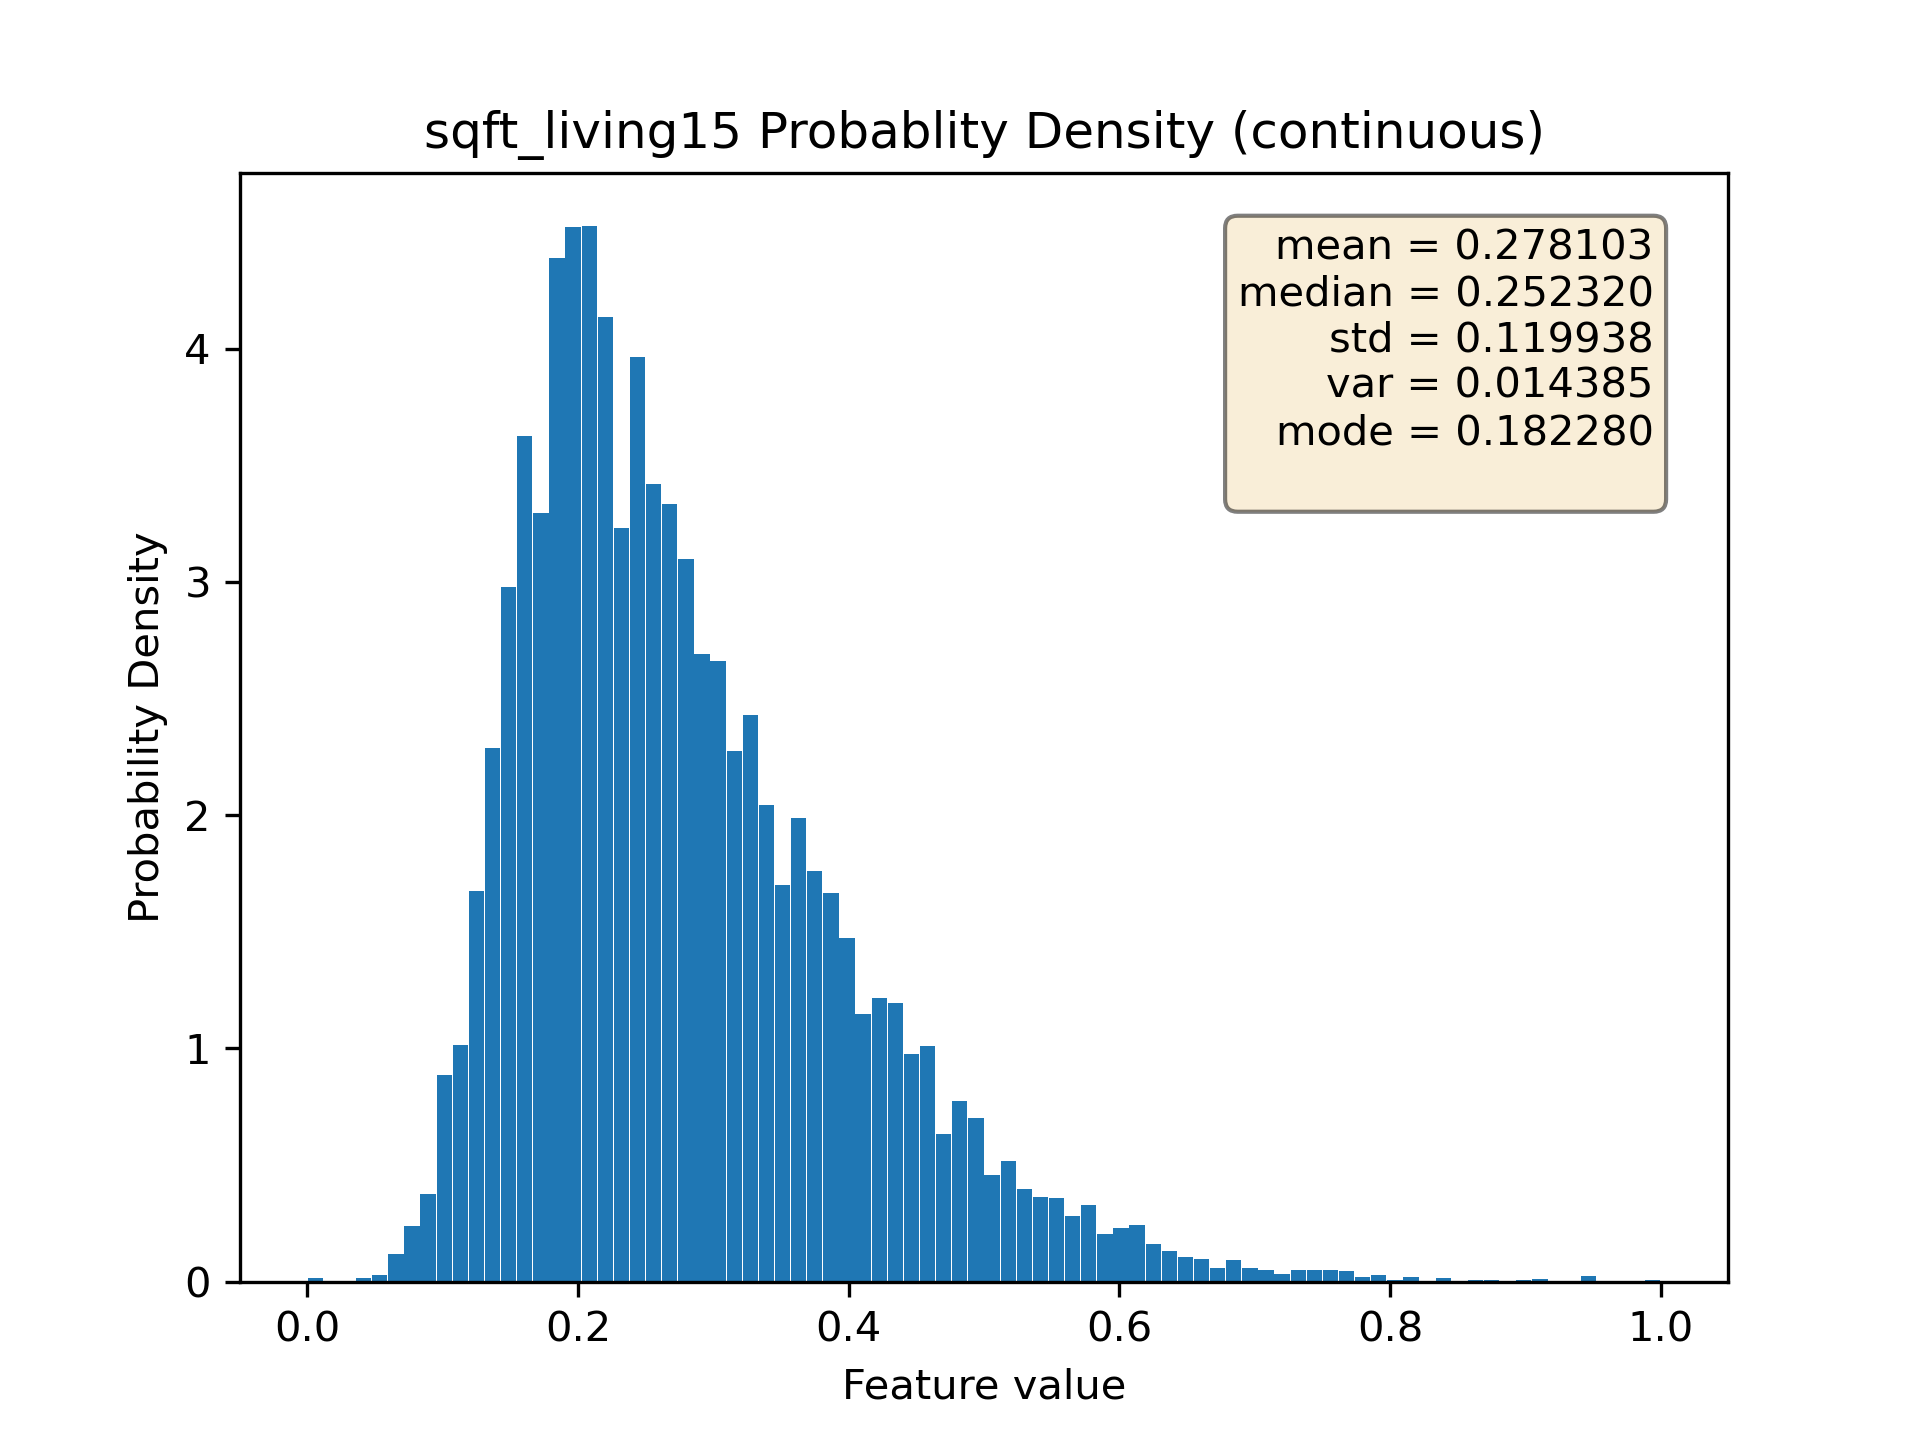 sqft_living15 Probablity Density (continuous)
mean = 0.278103
median = 0.252320
std = 0.119938
var = 0.014385
mode = 0.182280
Probability Density
4
3
2
1
0
0.0 0.2 0.4 0.6 0.8 1.0
Feature value